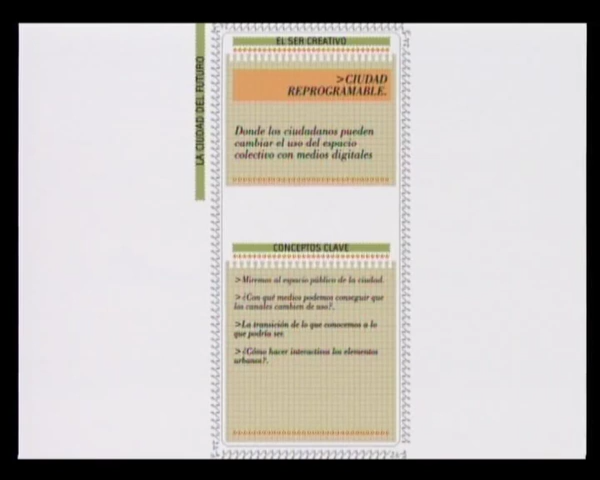 LA CIUDAD DEL FUTURO
EL SER CREATIVO
>CIUDAD
REPROGRAMABLE.
Donde los ciudadanos pueden
cambiar el uso del espacio
colectivo con medios digitales
CONCEPTOS CLAVE
>Miremos al espacio público de la ciudad.
>¿Con qué medios podemos conseguir que
los canales cambien de uso?.
>La transición de lo que conocemos a lo
que podría ser.
>¿Cómo hacer interactivos los elementos
urbanos?.